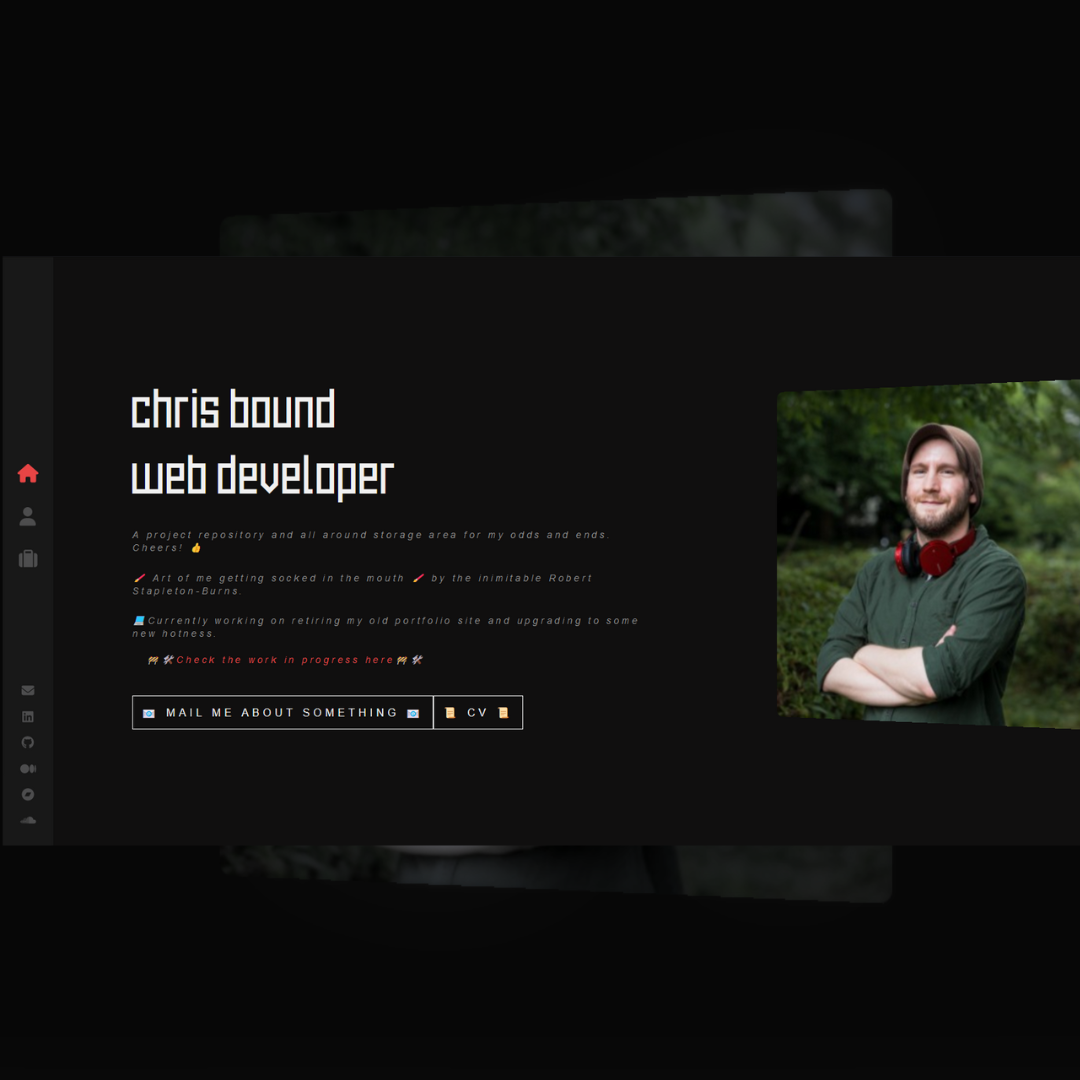 chris bound
web developer
A project repository and all around storage area for my odds and ends.
Cheers! 👍
🖌️ Art of me getting socked in the mouth 🖌️ by the inimitable Robert
Stapleton-Burns.
💻Currently working on retiring my old portfolio site and upgrading to some
new hotness.
🚧 🛠️Check the work in progress here🚧 🛠️
📧 MAIL ME ABOUT SOMETHING 📧
📜 CV 📜